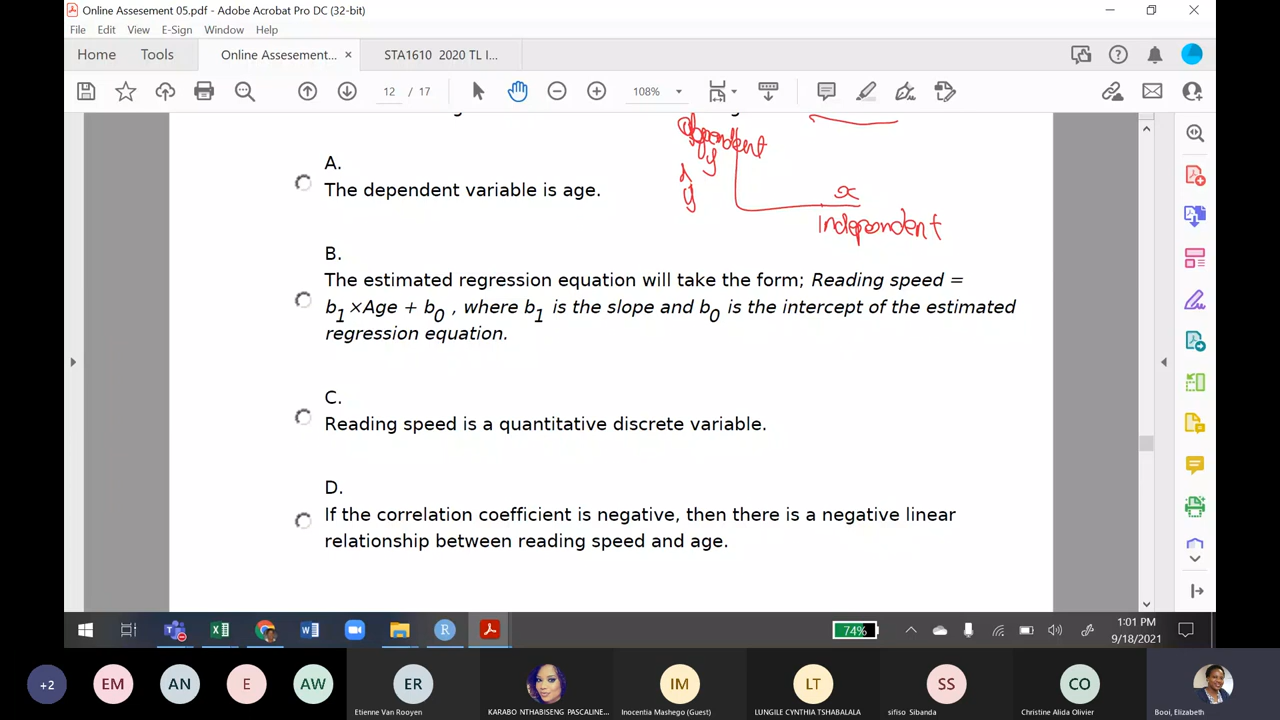 Online Assesement 05.pdf - Adobe Acrobat Pro DC (32-bit)
File Edit View E-Sign Window Help
Home Tools Online Assesement... × STA1610 2020 TL I...
12 / 17 108%
dependent
y
x
y
independent
A.
The dependent variable is age.
B.
The estimated regression equation will take the form; Reading speed =
b1×Age + b0 , where b1 is the slope and b0 is the intercept of the estimated
regression equation.
C.
Reading speed is a quantitative discrete variable.
D.
If the correlation coefficient is negative, then there is a negative linear
relationship between reading speed and age.
74%
1:01 PM
9/18/2021
+2 EM AN E AW ER IM LT SS CO
Etienne Van Rooyen KARABO NTHABISENG PASCALINE... Inocentia Mashego (Guest) LUNGILE CYNTHIA TSHABALALA sifiso Sibanda Christine Alida Olivier Booi, Elizabeth